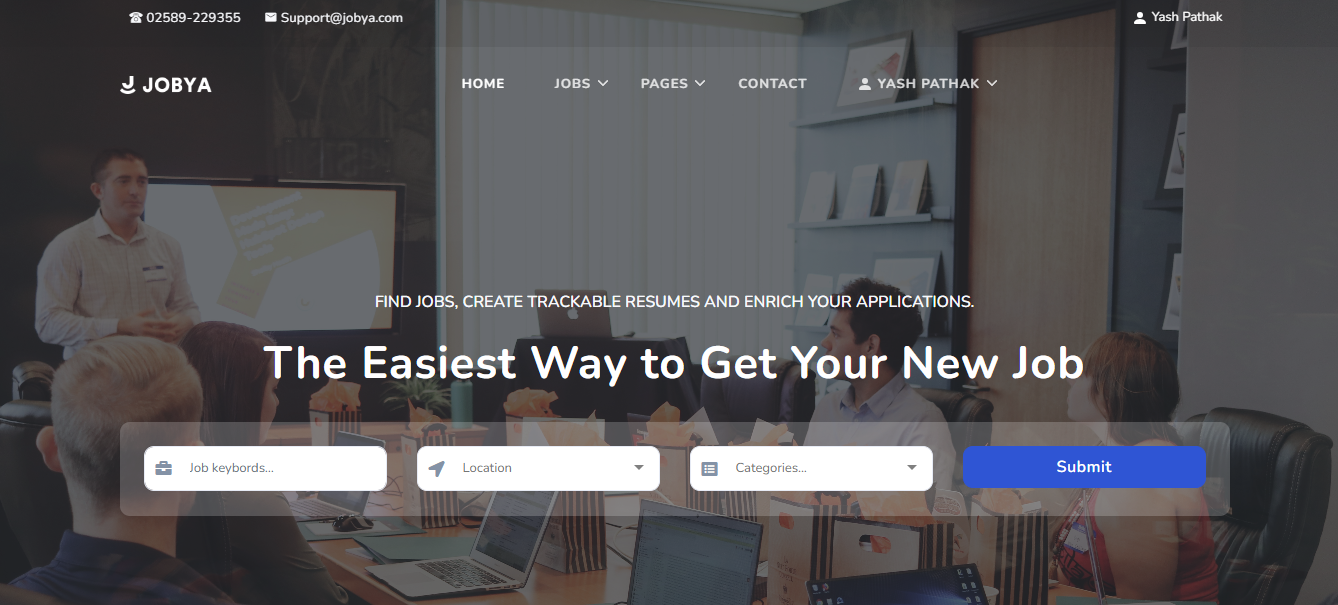 02589-229355 Support@jobya.com Yash Pathak
JOBYA HOME JOBS PAGES CONTACT YASH PATHAK
FIND JOBS, CREATE TRACKABLE RESUMES AND ENRICH YOUR APPLICATIONS.
The Easiest Way to Get Your New Job
Job keybords... Location Categories... Submit